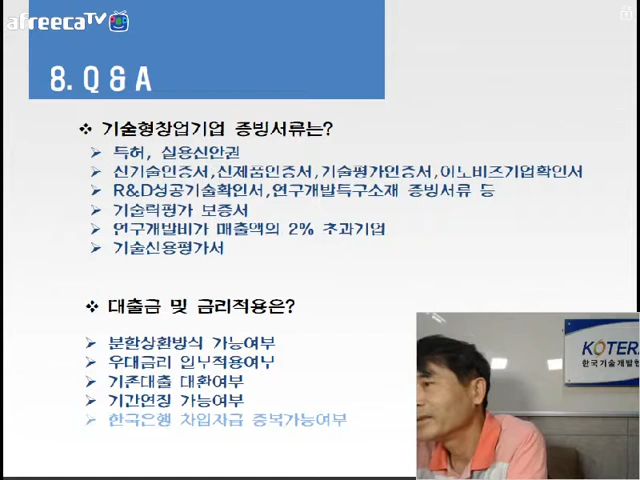 afreecaTV
8. Q & A
기술형창업기업 증빙서류는?
특허, 실용신안권
신기술인증서,신제품인증서,기술평가인증서,이노비즈기업확인서
R&D성공기술확인서,연구개발특구소재 증빙서류 등
기술력평가 보증서
연구개발비가 매출액의 2% 초과기업
기술신용평가서
대출금 및 금리적용은?
분할상환방식 가능여부
우대금리 일부적용여부
기존대출 대환여부
기간연장 가능여부
한국은행 차입자금 중복가능여부
KOTERA
한국기술개발협